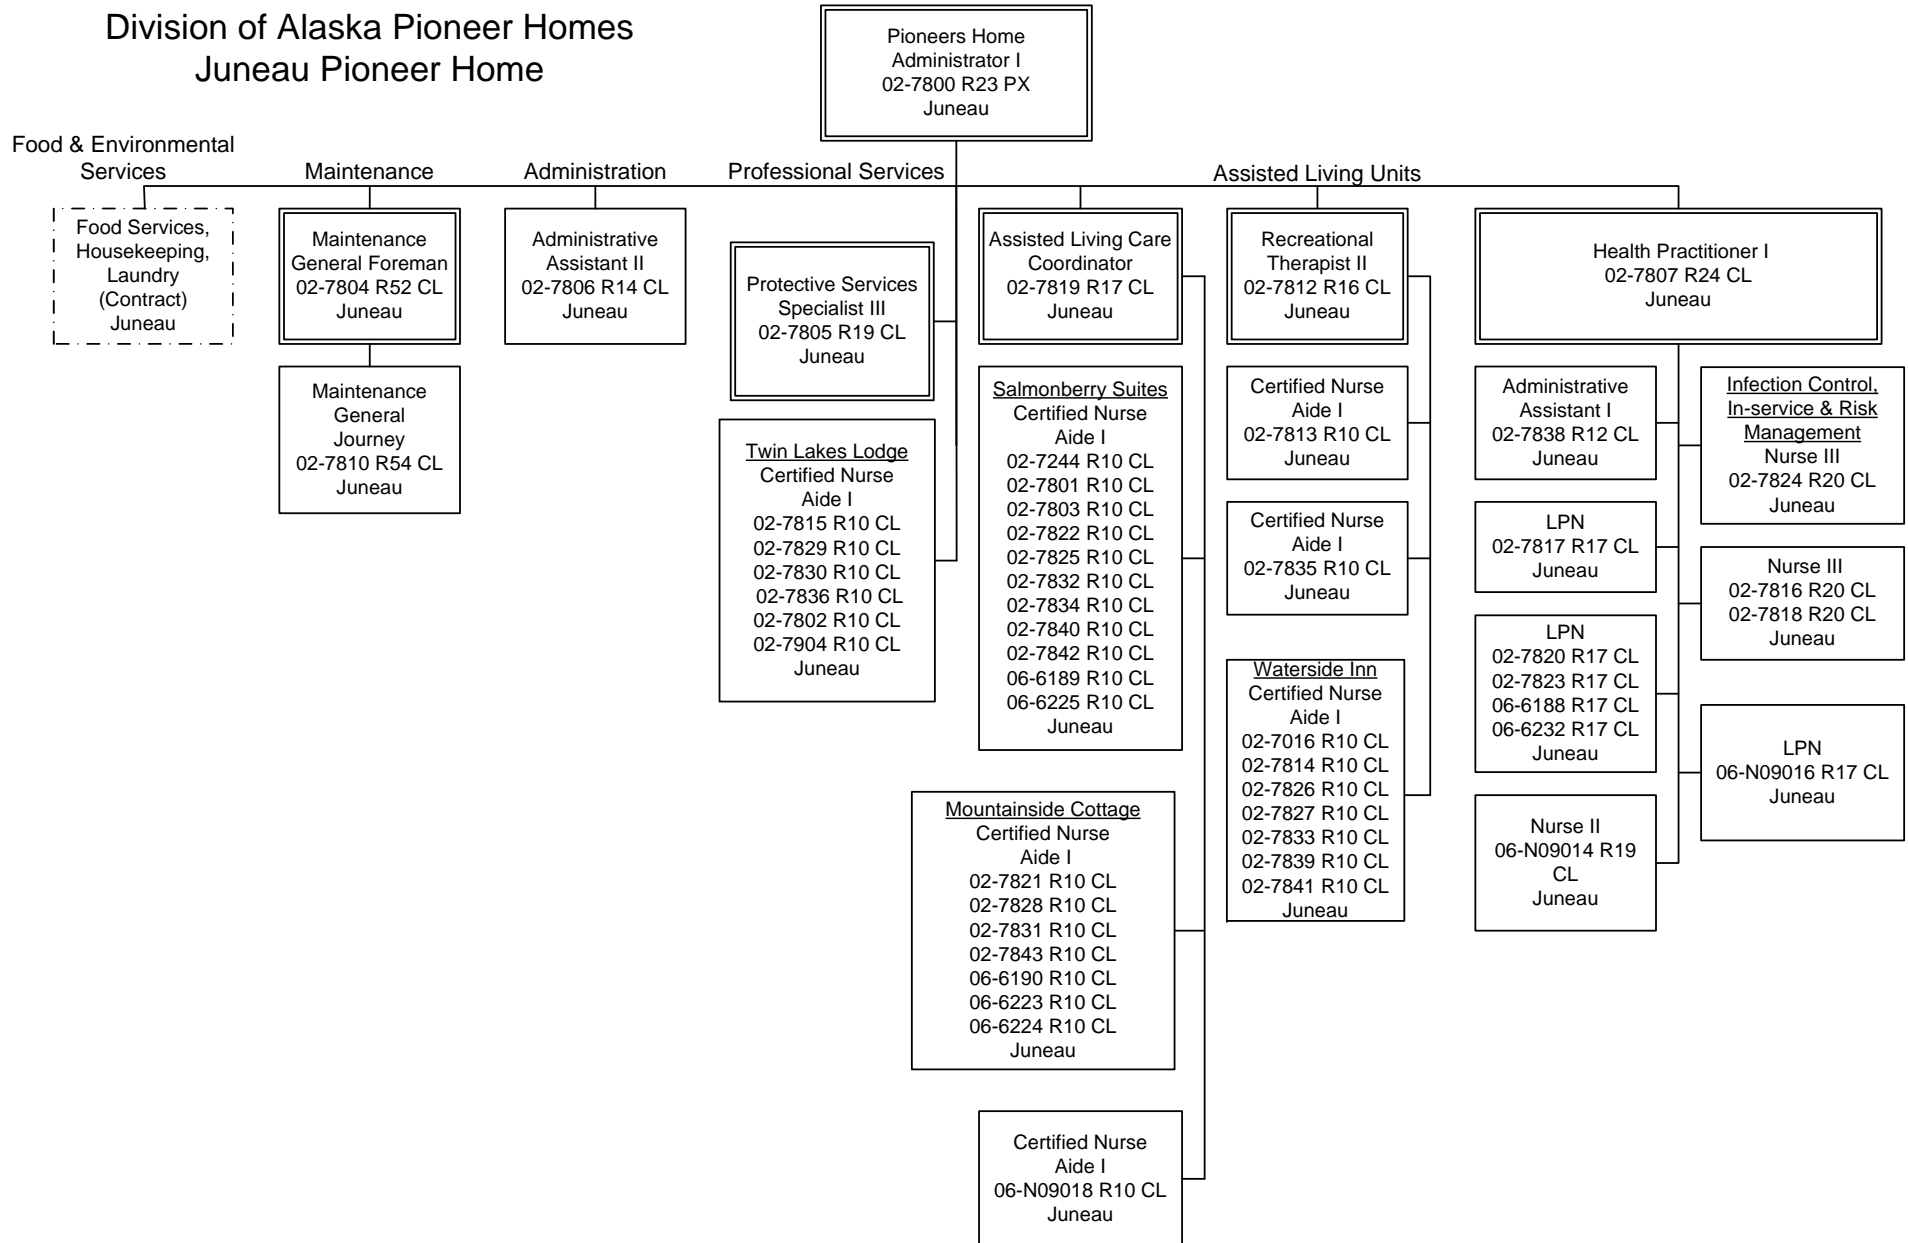 Division of Alaska Pioneer Homes
Juneau Pioneer Home
Pioneers Home
Administrator I
02-7800 R23 PX
Juneau
Food & Environmental
Services
Maintenance
Administration
Professional Services
Assisted Living Units
Food Services,
Housekeeping,
Laundry
(Contract)
Juneau
Maintenance
General Foreman
02-7804 R52 CL
Juneau
Maintenance
General
Journey
02-7810 R54 CL
Juneau
Administrative
Assistant II
02-7806 R14 CL
Juneau
Protective Services
Specialist III
02-7805 R19 CL
Juneau
Twin Lakes Lodge
Certified Nurse
Aide I
02-7815 R10 CL
02-7829 R10 CL
02-7830 R10 CL
02-7836 R10 CL
02-7802 R10 CL
02-7904 R10 CL
Juneau
Assisted Living Care
Coordinator
02-7819 R17 CL
Juneau
Salmonberry Suites
Certified Nurse
Aide I
02-7244 R10 CL
02-7801 R10 CL
02-7803 R10 CL
02-7822 R10 CL
02-7825 R10 CL
02-7832 R10 CL
02-7834 R10 CL
02-7840 R10 CL
02-7842 R10 CL
06-6189 R10 CL
06-6225 R10 CL
Juneau
Mountainside Cottage
Certified Nurse
Aide I
02-7821 R10 CL
02-7828 R10 CL
02-7831 R10 CL
02-7843 R10 CL
06-6190 R10 CL
06-6223 R10 CL
06-6224 R10 CL
Juneau
Certified Nurse
Aide I
06-N09018 R10 CL
Juneau
Recreational
Therapist II
02-7812 R16 CL
Juneau
Certified Nurse
Aide I
02-7813 R10 CL
Juneau
Certified Nurse
Aide I
02-7835 R10 CL
Juneau
Waterside Inn
Certified Nurse
Aide I
02-7016 R10 CL
02-7814 R10 CL
02-7826 R10 CL
02-7827 R10 CL
02-7833 R10 CL
02-7839 R10 CL
02-7841 R10 CL
Juneau
Health Practitioner I
02-7807 R24 CL
Juneau
Administrative
Assistant I
02-7838 R12 CL
Juneau
LPN
02-7817 R17 CL
Juneau
LPN
02-7820 R17 CL
02-7823 R17 CL
06-6188 R17 CL
06-6232 R17 CL
Juneau
Nurse II
06-N09014 R19
CL
Juneau
Infection Control,
In-service & Risk
Management
Nurse III
02-7824 R20 CL
Juneau
Nurse III
02-7816 R20 CL
02-7818 R20 CL
Juneau
LPN
06-N09016 R17 CL
Juneau